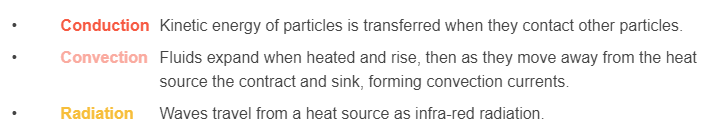 • Conduction Kinetic energy of particles is transferred when they contact other particles.
• Convection Fluids expand when heated and rise, then as they move away from the heat
source the contract and sink, forming convection currents.
• Radiation Waves travel from a heat source as infra-red radiation.